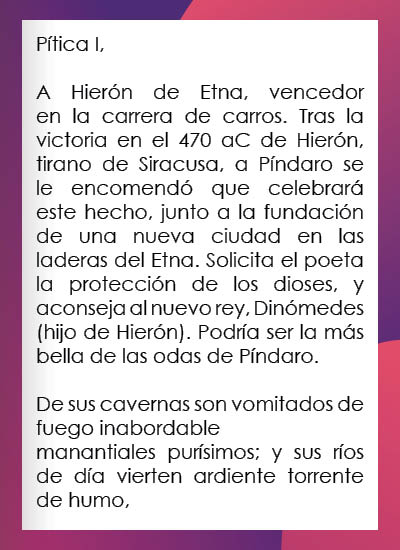 Pítica I,
A Hierón de Etna, vencedor
en la carrera de carros. Tras la
victoria en el 470 aC de Hierón,
tirano de Siracusa, a Píndaro se
le encomendó que celebrará
este hecho, junto a la fundación
de una nueva ciudad en las
laderas del Etna. Solicita el poeta
la protección de los dioses, y
aconseja al nuevo rey, Dinómedes
(hijo de Hierón). Podría ser la más
bella de las odas de Píndaro.
De sus cavernas son vomitados de
fuego inabordable
manantiales purísimos; y sus ríos
de día vierten ardiente torrente
de humo,